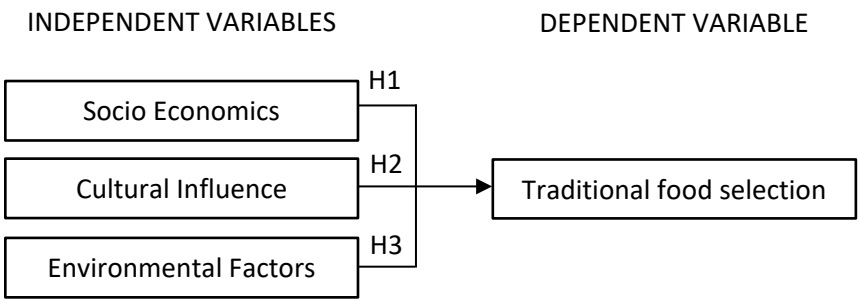 INDEPENDENT VARIABLES
DEPENDENT VARIABLE
H1
Socio Economics
H2
Cultural Influence
Traditional food selection
H3
Environmental Factors